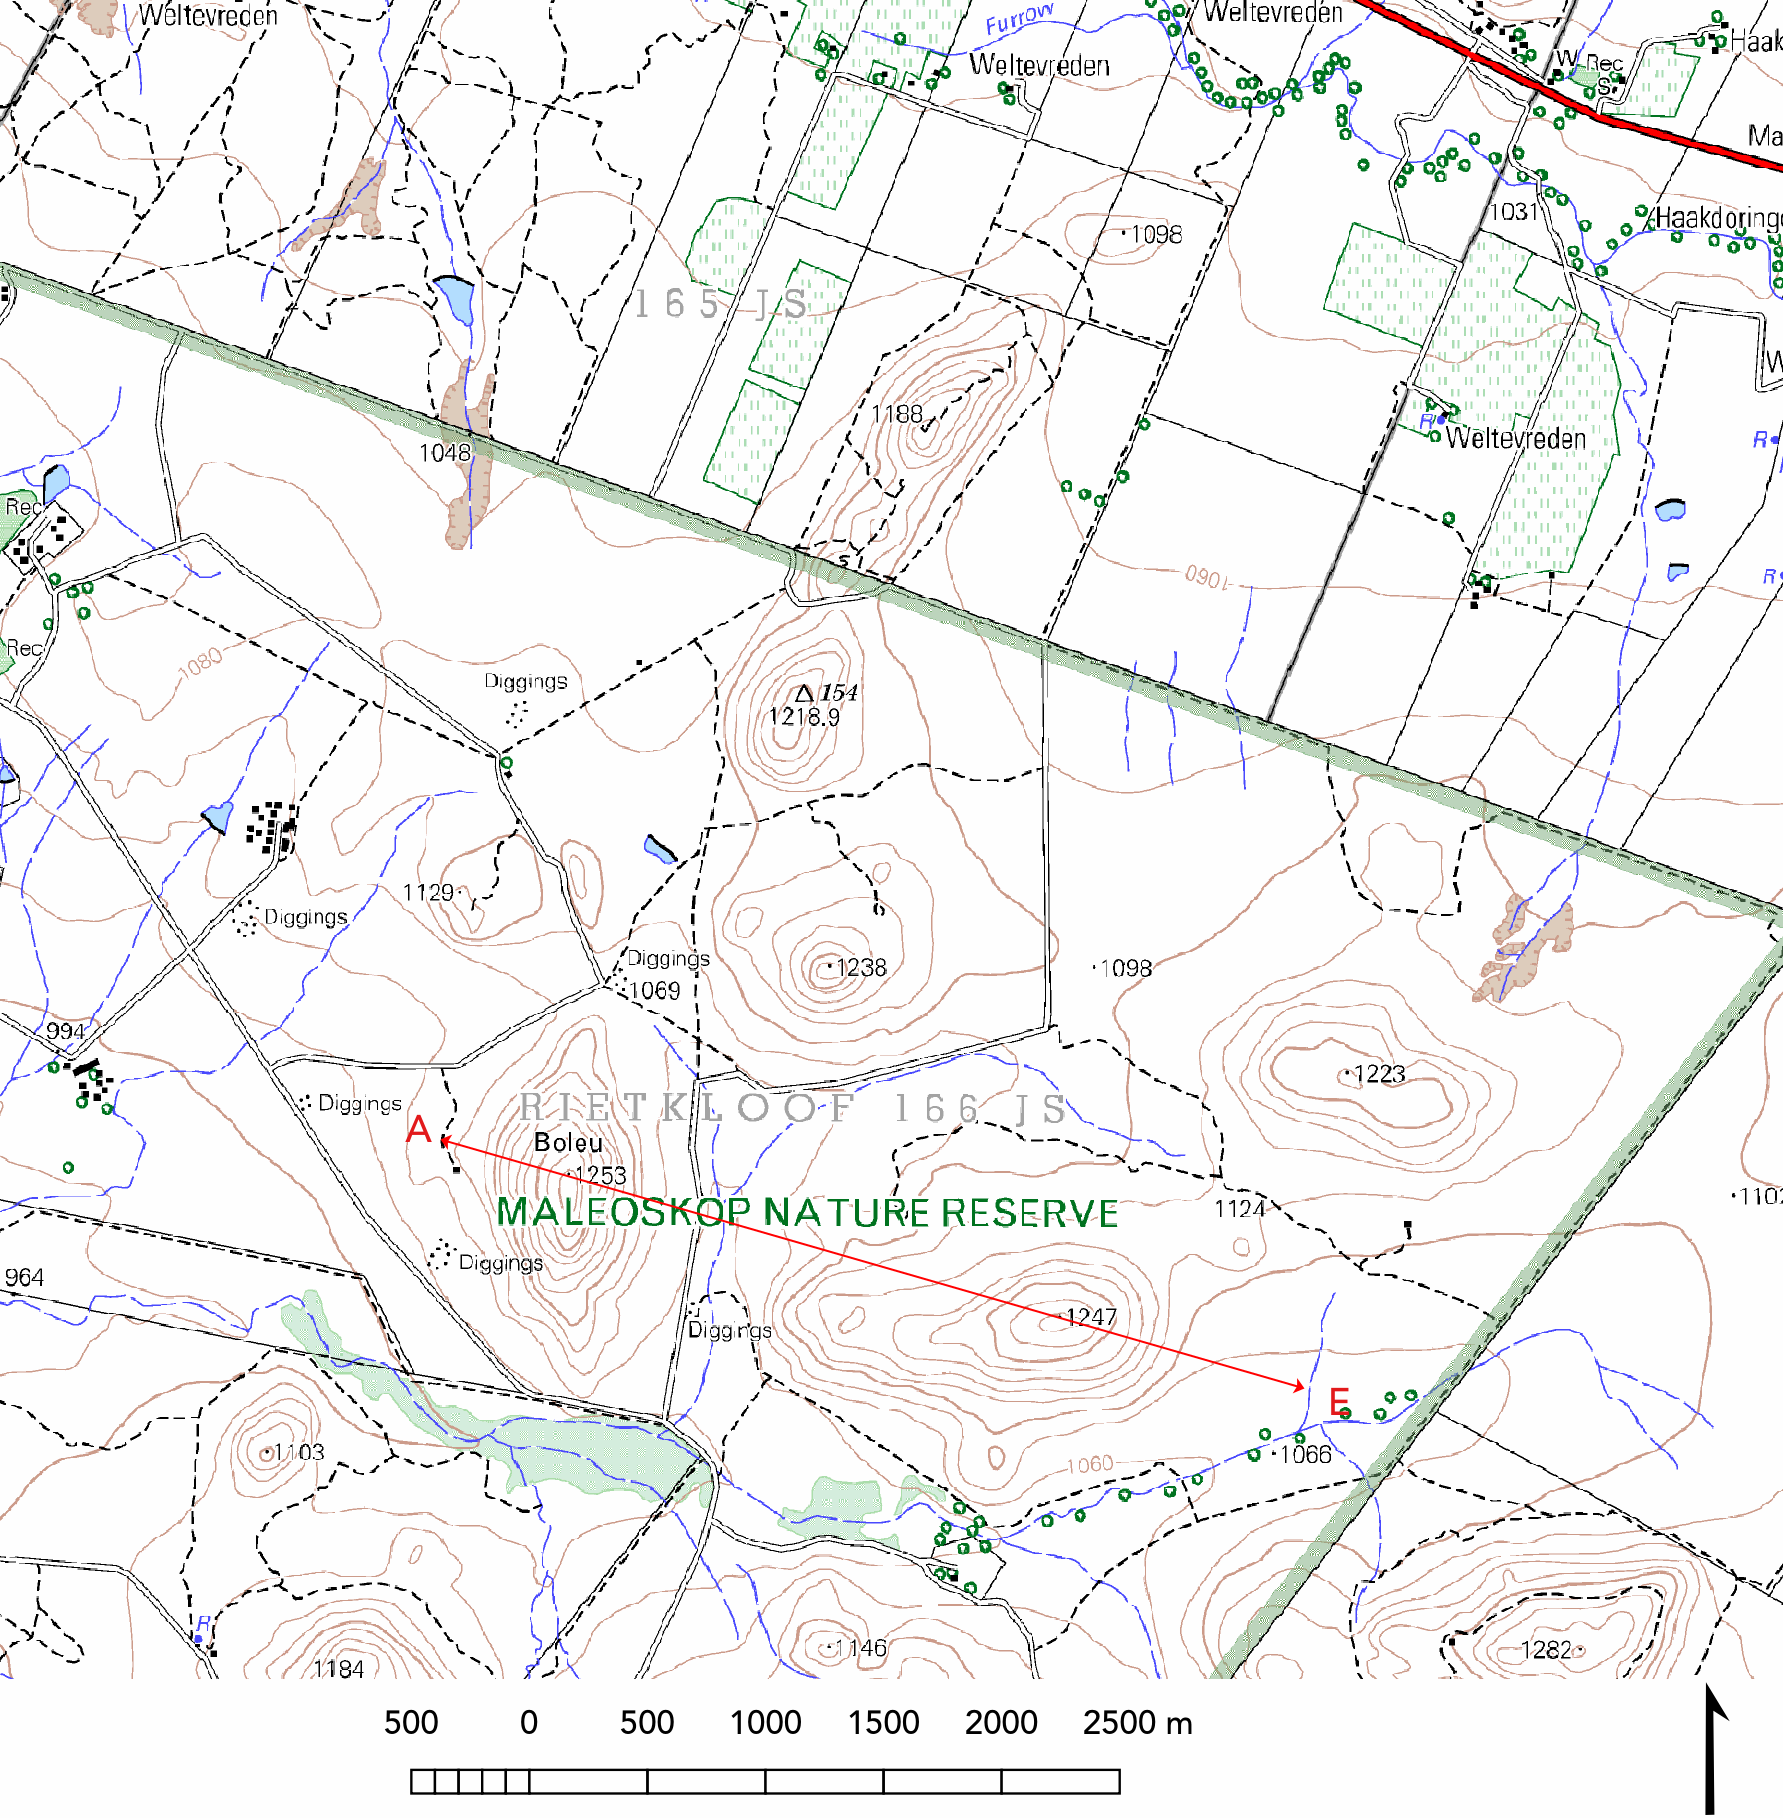 Weltevreden
Furrow
Weltevreden
Weltevreden
W
Rec
S
Haak
Ma
1031
Haakdoring
1098
165 JS
1188
R
Weltevreden
R
W
1048
Rec
1060
R
Rec
1080
Diggings
154
1218.9
1129
Diggings
Diggings
1069
1238
1098
994
1223
Diggings
RIETKLOOF 166 JS
A
Boleu
1253
MALEOSKOP NATURE RESERVE
1124
1102
964
Diggings
Diggings
1247
E
1103
1060
1066
R
1184
1146
1282
500 0 500 1000 1500 2000 2500 m